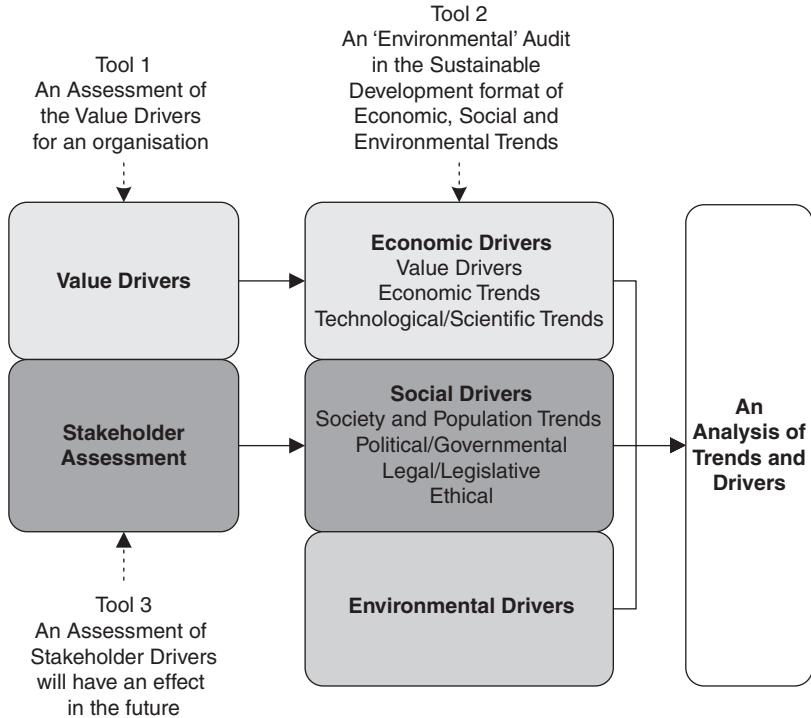 Tool 2
An ‘Environmental’ Audit
in the Sustainable
Development format of
Economic, Social and
Environmental Trends
Tool 1
An Assessment of
the Value Drivers
for an organisation
Value Drivers
Economic Drivers
Value Drivers
Economic Trends
Technological/Scientific Trends
Stakeholder
Assessment
Social Drivers
Society and Population Trends
Political/Governmental
Legal/Legislative
Ethical
An
Analysis of
Trends and
Drivers
Environmental Drivers
Tool 3
An Assessment of
Stakeholder Drivers
will have an effect
in the future